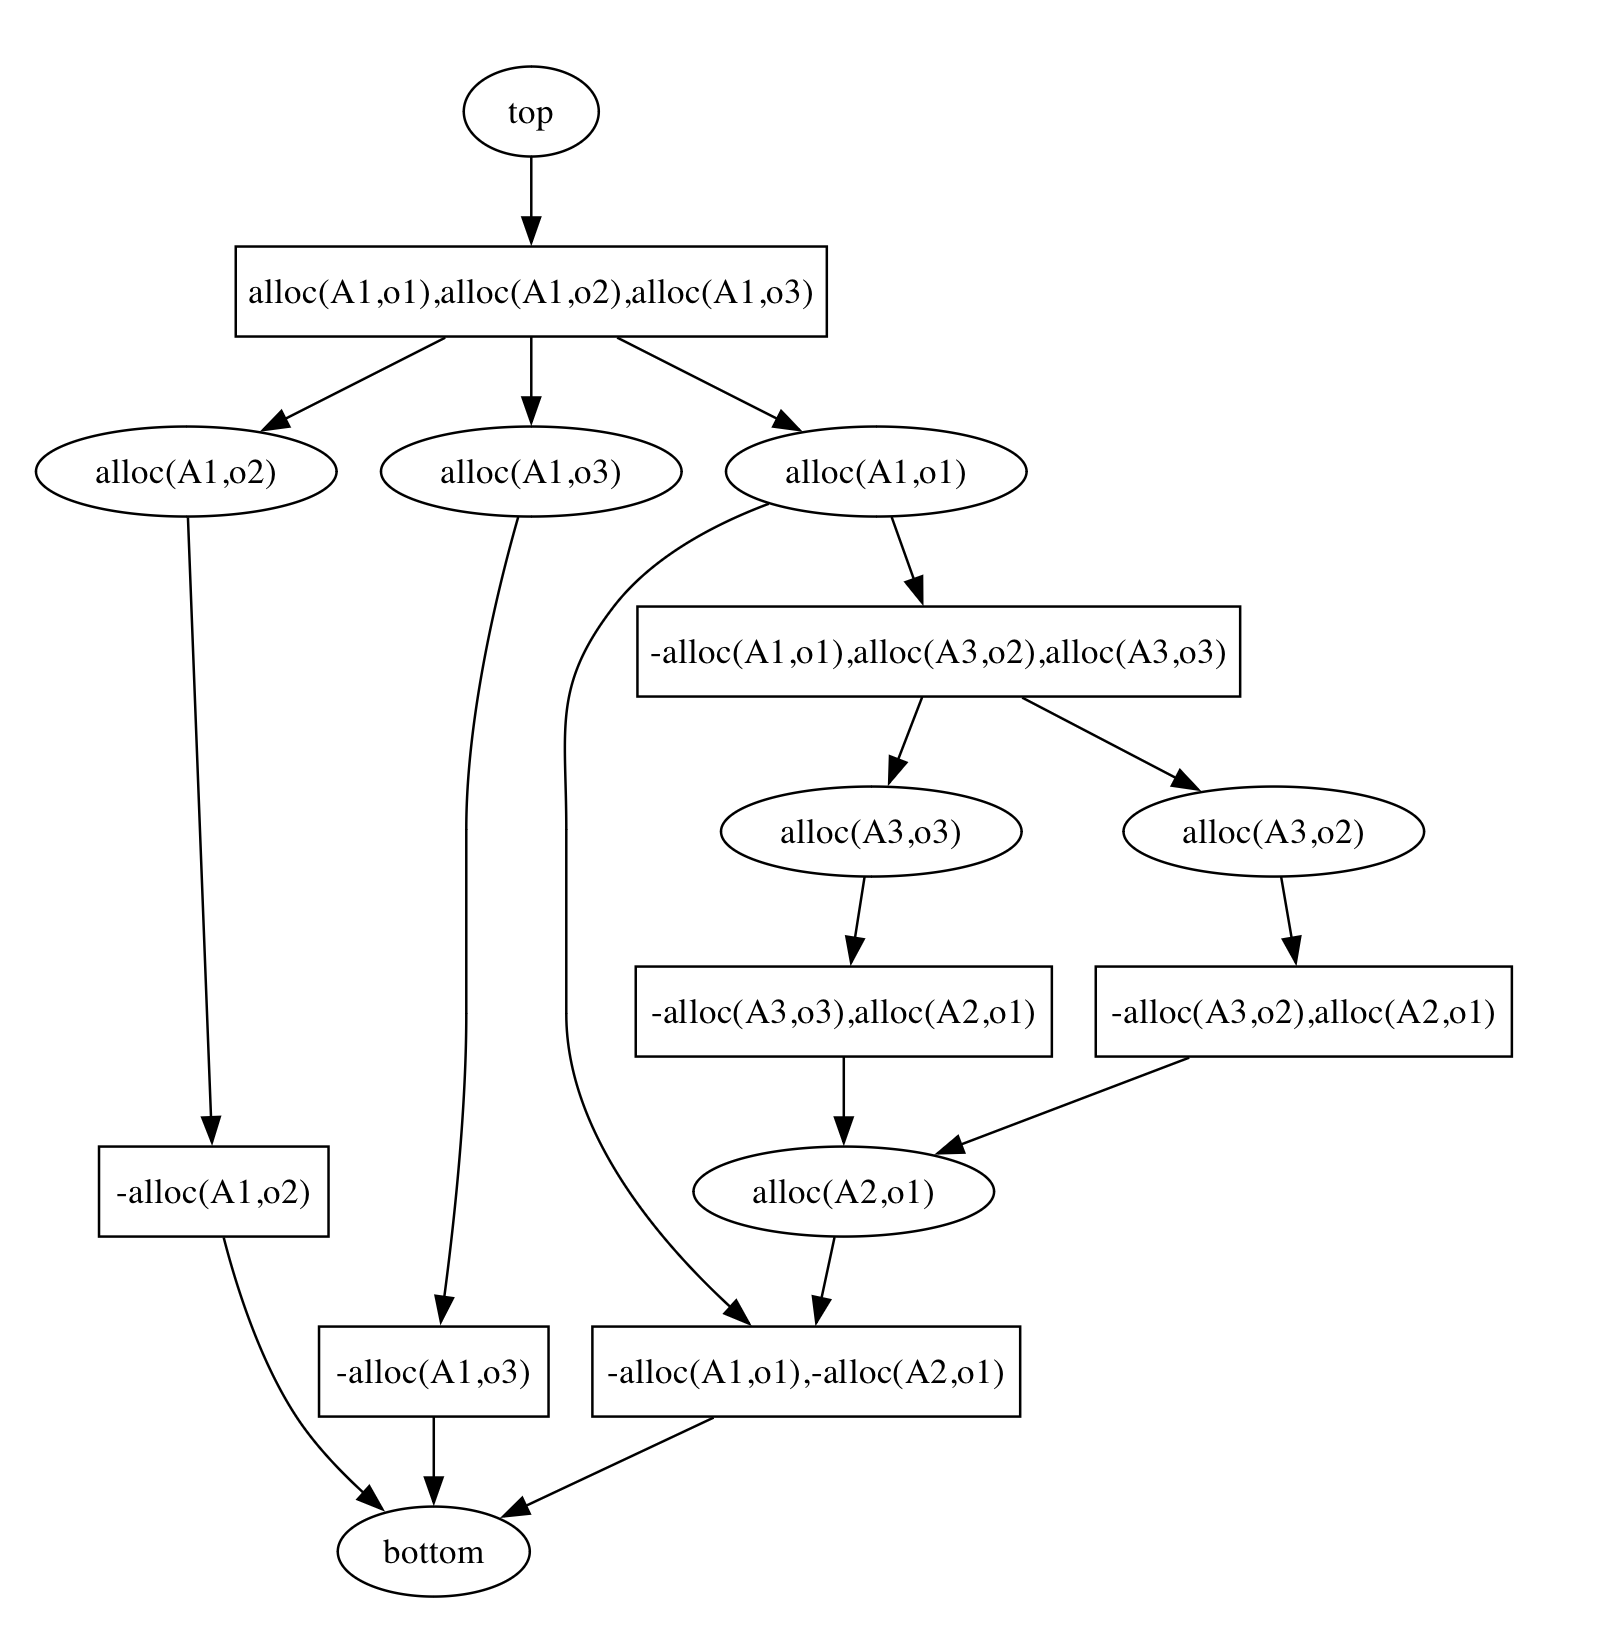 top
alloc(A1,o1),alloc(A1,o2),alloc(A1,o3)
alloc(A1,o2)
alloc(A1,o3)
alloc(A1,o1)
-alloc(A1,o1),alloc(A3,o2),alloc(A3,o3)
alloc(A3,o3)
alloc(A3,o2)
-alloc(A3,o3),alloc(A2,o1)
-alloc(A3,o2),alloc(A2,o1)
-alloc(A1,o2)
alloc(A2,o1)
-alloc(A1,o3)
-alloc(A1,o1),-alloc(A2,o1)
bottom